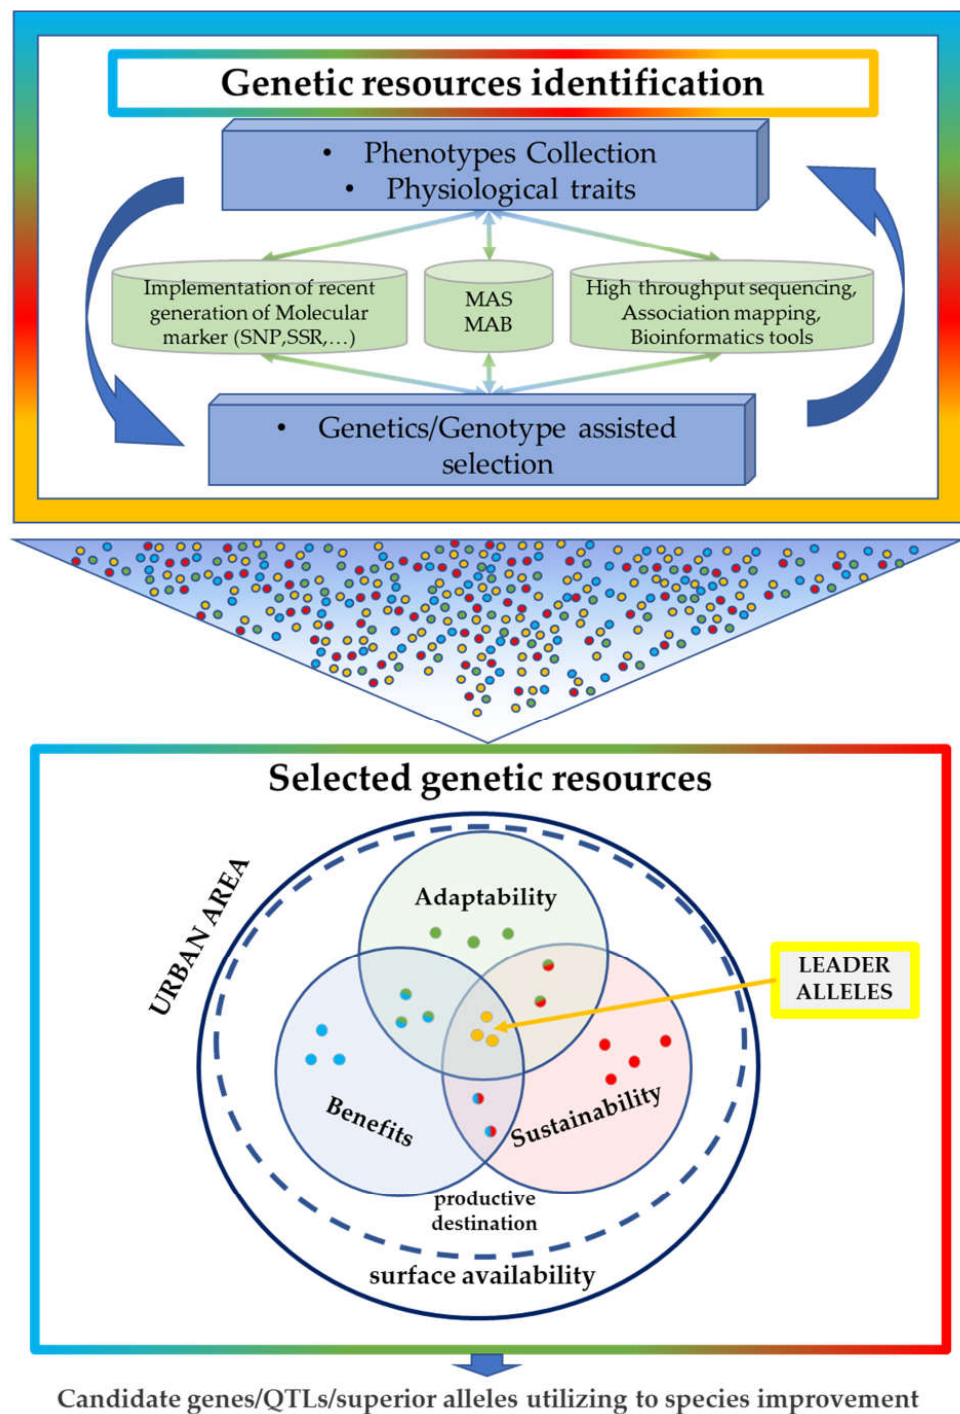 Genetic resources identification
• Phenotypes Collection
• Physiological traits
Implementation of recent
generation of Molecular
marker (SNP,SSR,…)
MAS
MAB
High throughput sequencing,
Association mapping,
Bioinformatics tools
• Genetics/Genotype assisted
selection
Selected genetic resources
URBAN AREA
Adaptability
LEADER
ALLELES
Benefits
Sustainability
productive
destination
surface availability
Candidate genes/QTLs/superior alleles utilizing to species improvement